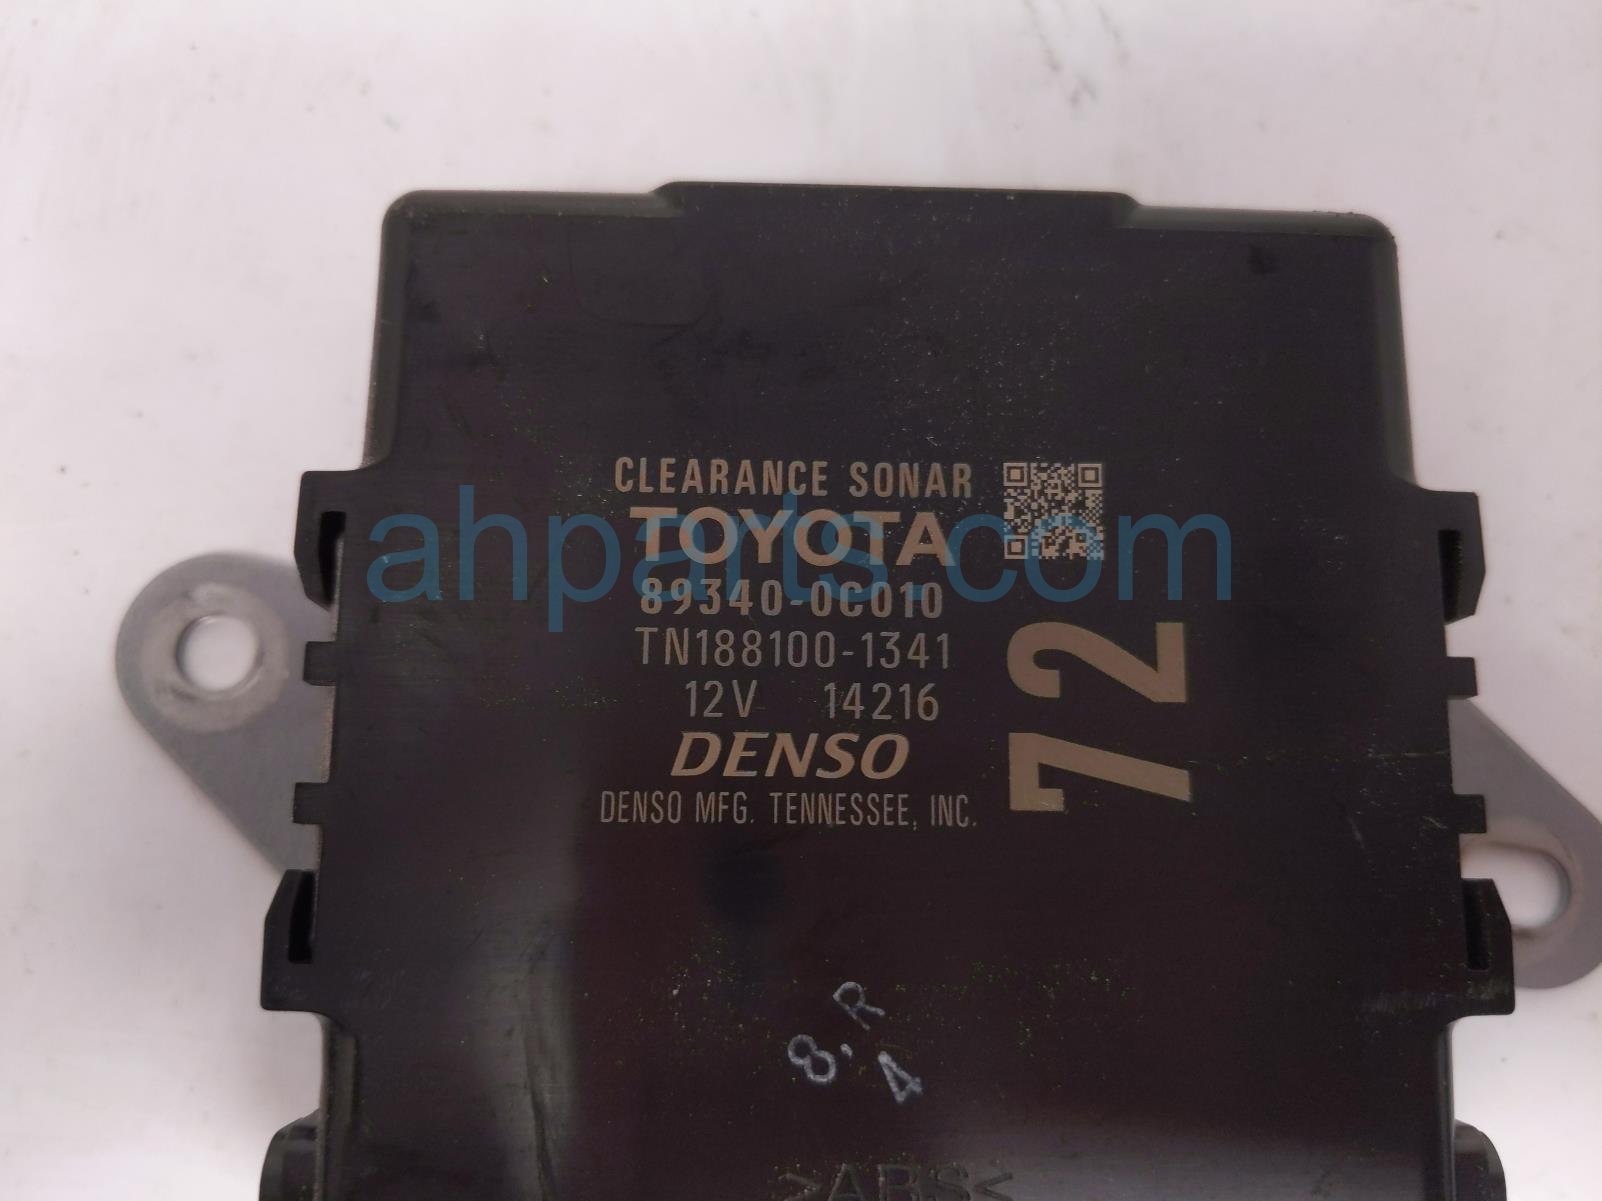 CLEARANCE SONAR
TOYOTA
89340-0C010
TN188100-1341
12V 14216
DENSO
DENSO MFG. TENNESSEE, INC.
72
ahparts.com
8, R
4
>ABS<